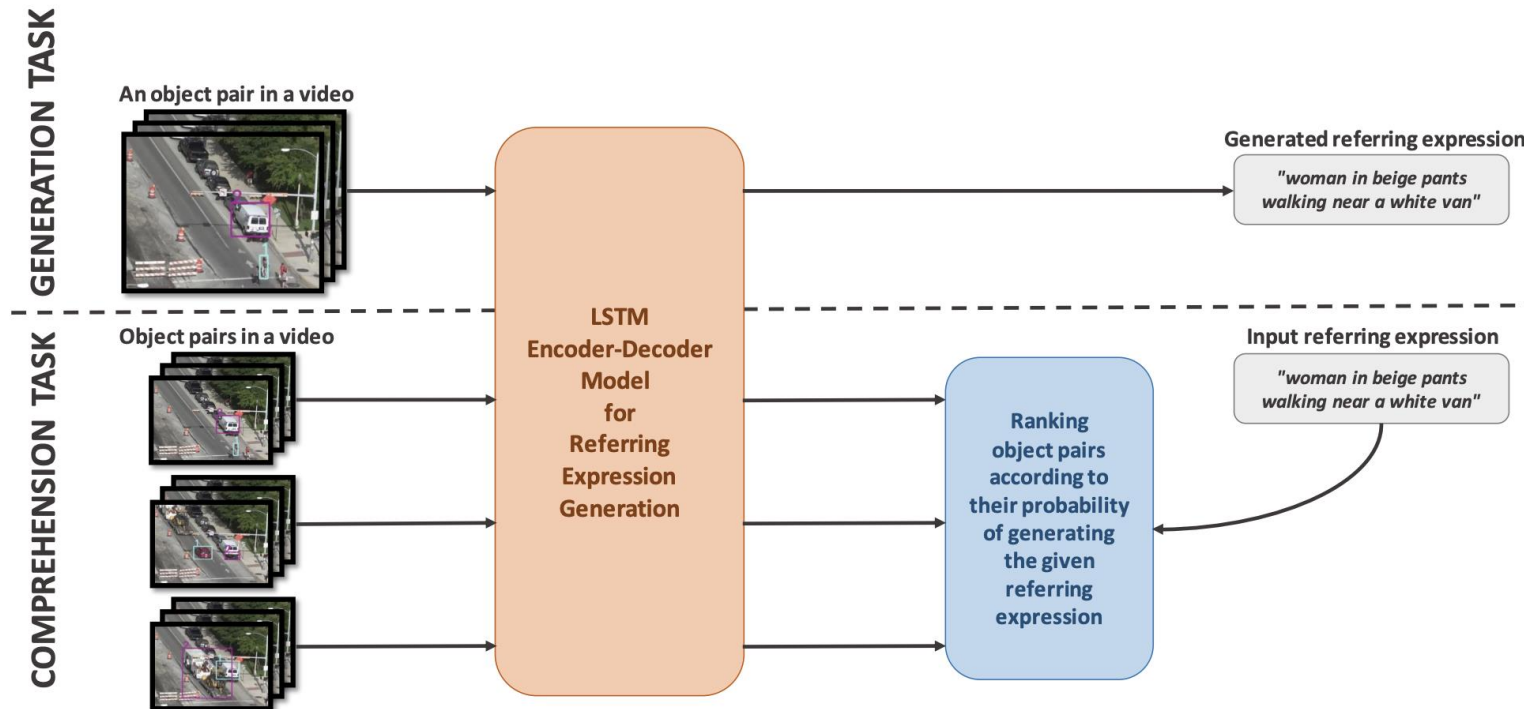 GENERATION TASK
An object pair in a video
Generated referring expression
"woman in beige pants
walking near a white van"
COMPREHENSION TASK
Object pairs in a video
LSTM
Encoder-Decoder
Model
for
Referring
Expression
Generation
Ranking
object pairs
according to
their probability
of generating
the given
referring
expression
Input referring expression
"woman in beige pants
walking near a white van"